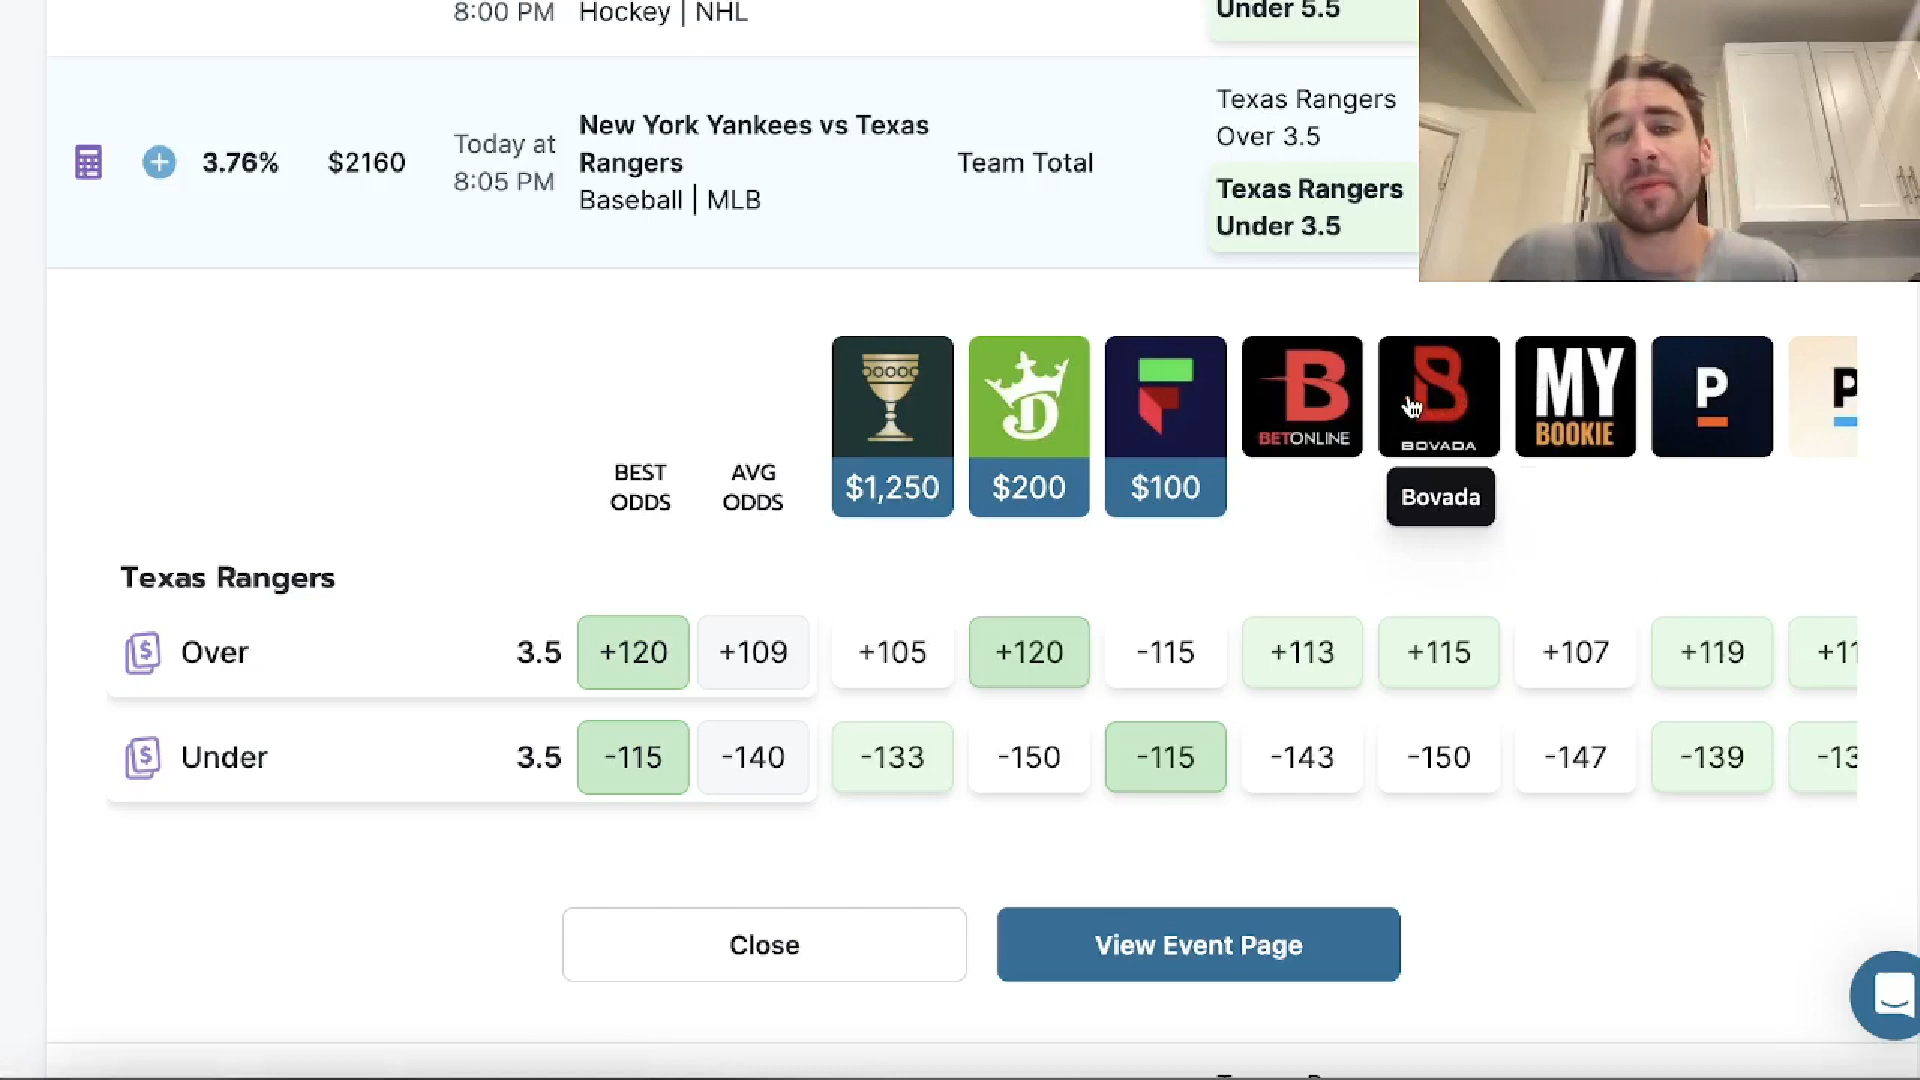 8:00 PM
Hockey | NHL
Under 5.5
3.76%
$2160
Today at
8:05 PM
New York Yankees vs Texas
Rangers
Baseball | MLB
Team Total
Texas Rangers
Over 3.5
Texas Rangers
Under 3.5
BEST
ODDS
AVG
ODDS
$1,250
D
$200
$100
B
BETONLINE
B
BOVADA
MY
BOOKIE
P
P
Bovada
Texas Rangers
Over 3.5 +120 +109 +105 +120 -115 +113 +115 +107 +119
Under 3.5 -115 -140 -133 -150 -115 -143 -150 -147 -139
Close
View Event Page